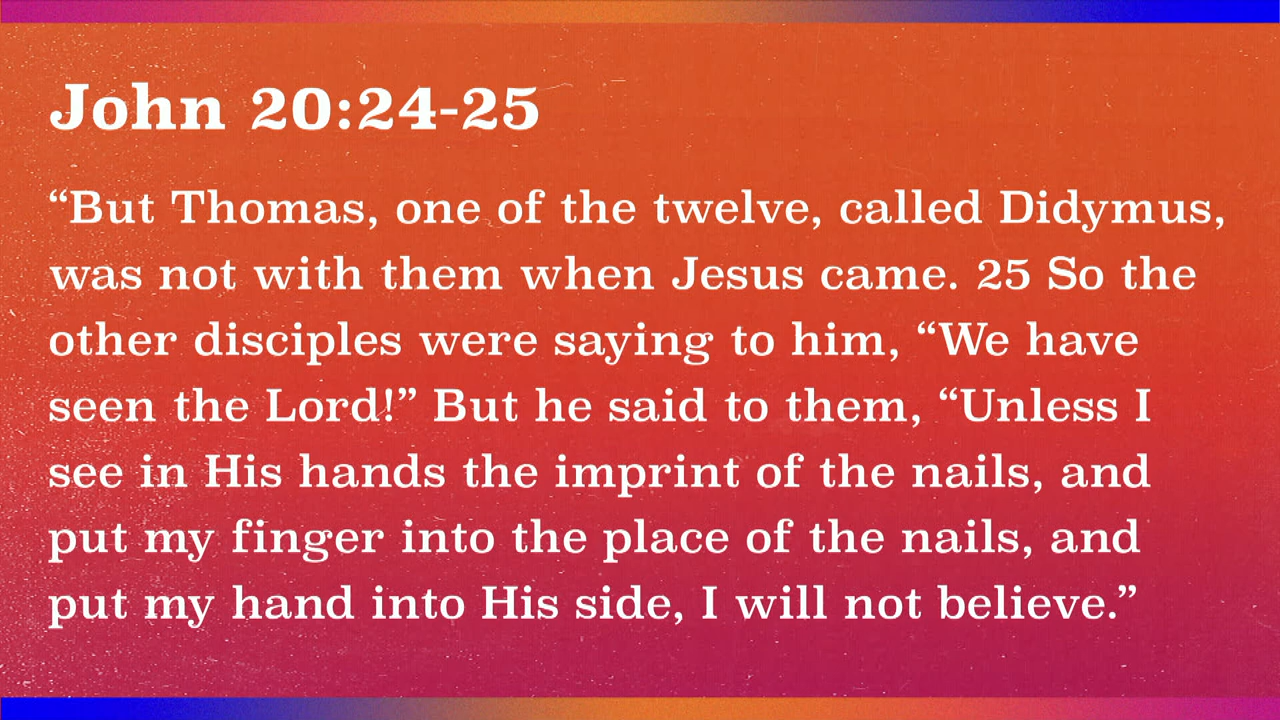 John 20:24-25
“But Thomas, one of the twelve, called Didymus,
was not with them when Jesus came. 25 So the
other disciples were saying to him, “We have
seen the Lord!” But he said to them, “Unless I
see in His hands the imprint of the nails, and
put my finger into the place of the nails, and
put my hand into His side, I will not believe.”